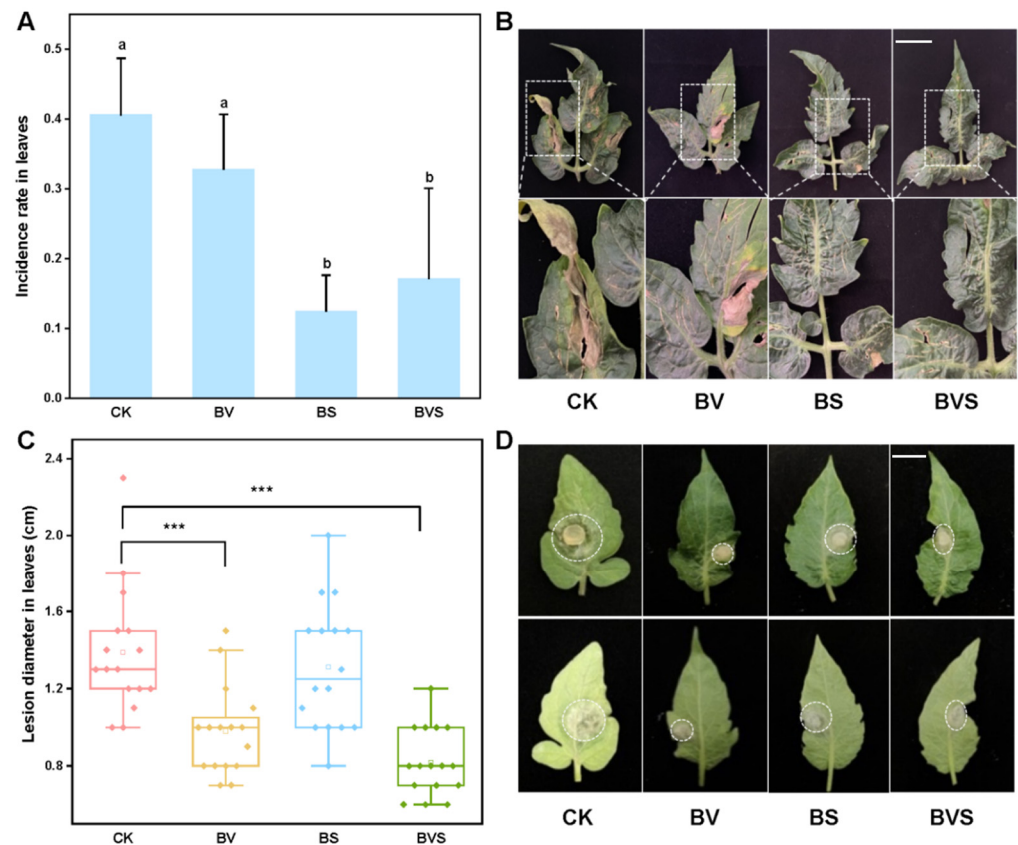 A
Incidence rate in leaves
0.5
0.4
0.3
0.2
0.1
0.0
a
a
b
b
CK BV BS BVS
B
CK BV BS BVS
C
Lesion diameter in leaves (cm)
2.4
2.0
1.6
1.2
0.8
***
***
CK BV BS BVS
D
CK BV BS BVS